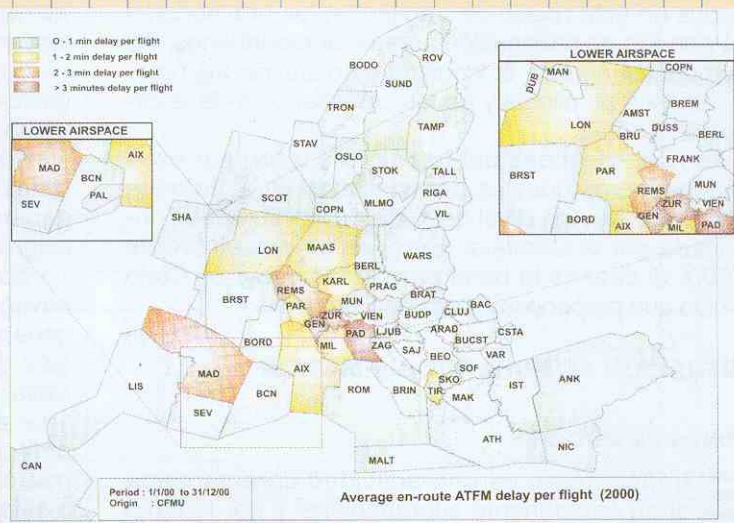 0 - 1 min delay per flight
1 - 2 min delay per flight
2 - 3 min delay per flight
> 3 minutes delay per flight
LOWER AIRSPACE
MAD
AIX
BCN
PAL
SEV
LOWER AIRSPACE
DUB
MAN
COPN
LON
AMST
BREM
BRU
DUSS
BERL
FRANK
BRST
PAR
REMS
MUN
ZUR
VIEN
GEN
BORD
AIX
MIL
PAD
BODO
ROV
SUND
TRON
TAMP
STAV
OSLO
STOK
TALL
RIGA
SCOT
COPN
MLMO
VIL
SHA
LON
MAAS
WARS
BERL
KARL
PRAG
REMS
BRST
PAR
MUN
BRAT
ZUR
VIEN
BUDP
CLUJ
BAC
GEN
PAD
LJUB
ARAD
CSTA
BORD
MIL
ZAG
SAJ
BEO
BUCST
VAR
MAD
AIX
SOF
SKO
LIS
BCN
ROM
BRIN
TIR
MAK
IST
ANK
SEV
ATH
NIC
CAN
MALT
Period : 1/1/00 to 31/12/00
Origin : CFMU
Average en-route ATFM delay per flight (2000)